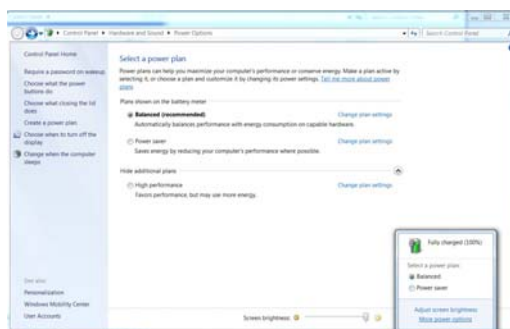 Control Panel ▸ Hardware and Sound ▸ Power Options
Search Control Panel
Control Panel Home
Require a password on wakeup
Choose what the power
buttons do
Choose what closing the lid
does
Create a power plan
Choose when to turn off the
display
Change when the computer
sleeps
See also
Personalization
Windows Mobility Center
User Accounts
Select a power plan
Power plans can help you maximize your computer's performance or conserve energy. Make a plan active by
selecting it, or choose a plan and customize it by changing its power settings. Tell me more about power
plans
Plans shown on the battery meter
Balanced (recommended) Change plan settings
Automatically balances performance with energy consumption on capable hardware.
Power saver Change plan settings
Saves energy by reducing your computer's performance where possible.
Hide additional plans
High performance Change plan settings
Favors performance, but may use more energy.
Screen brightness:
Fully charged (100%)
Select a power plan:
Balanced
Power saver
Adjust screen brightness
More power options